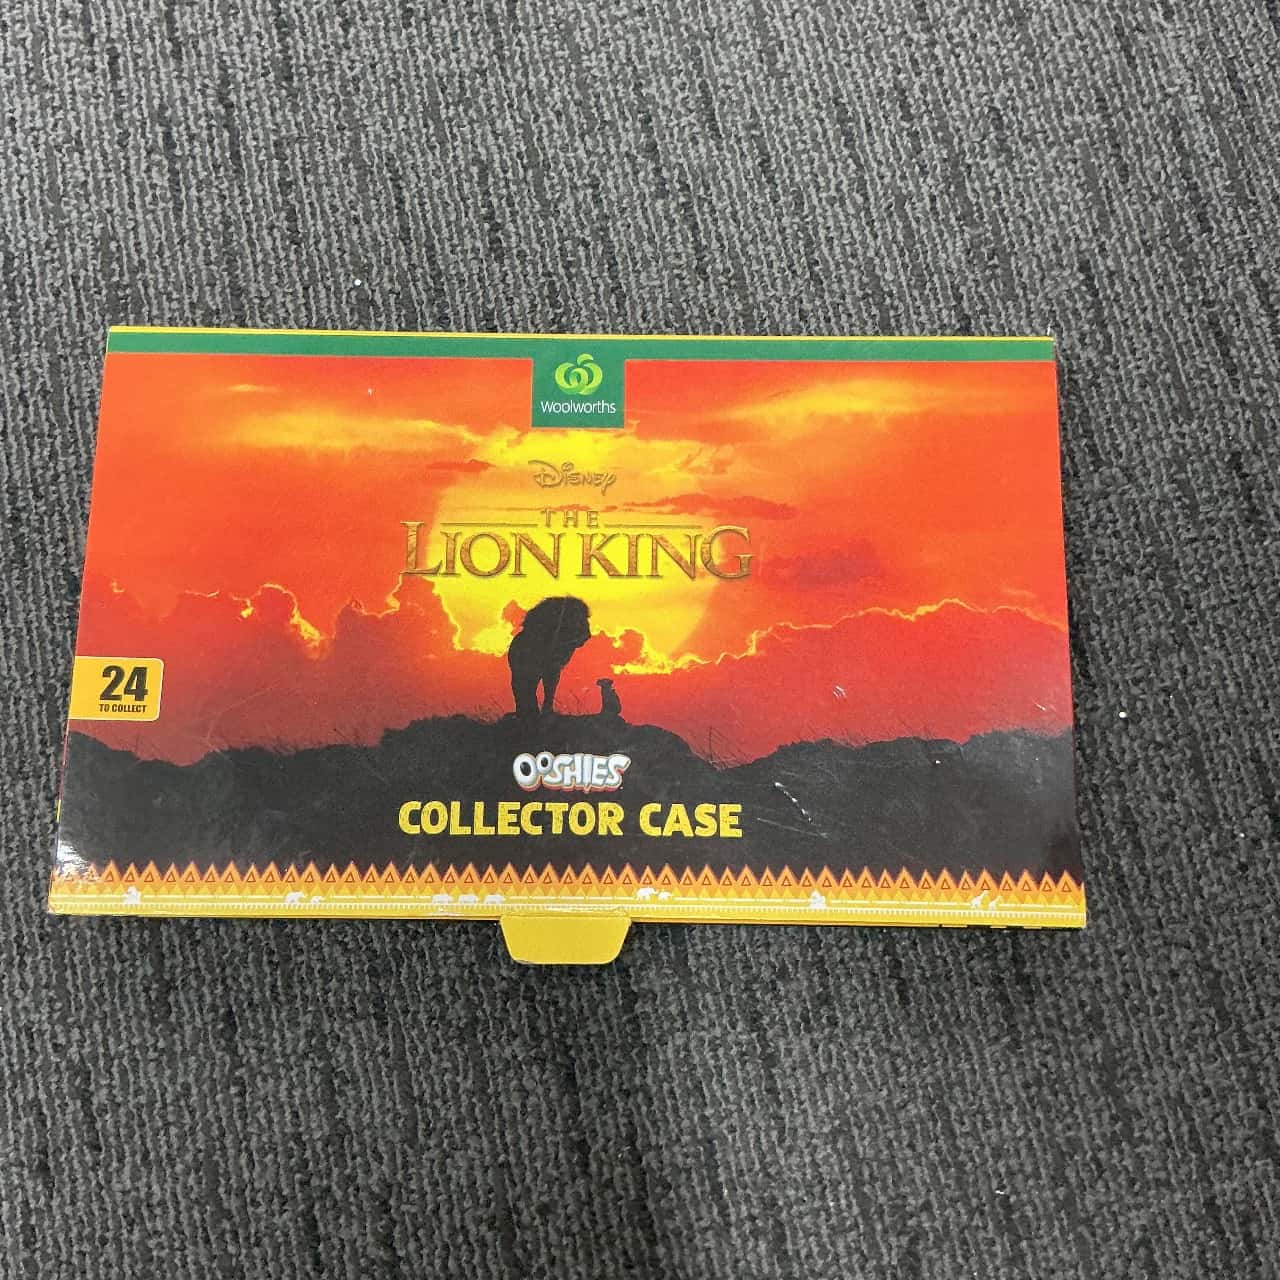 Woolworths
Disney
THE
LION KING
24
TO COLLECT
OOSHIES
COLLECTOR CASE